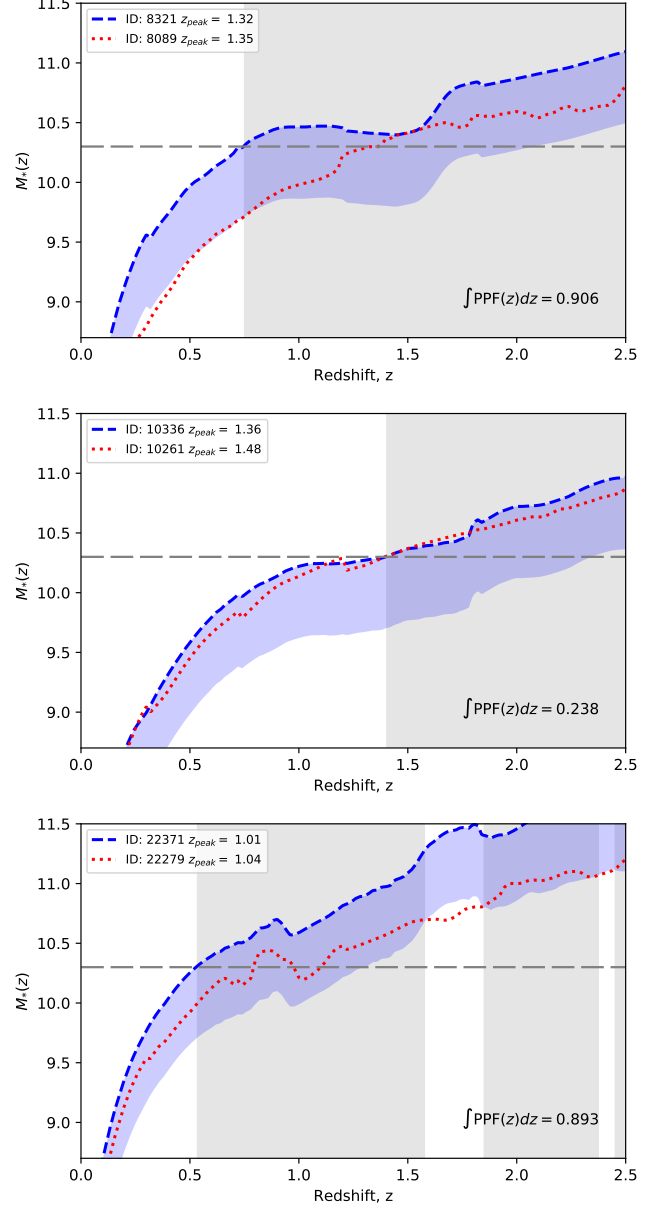 11.5
11.0
10.5
10.0
9.5
9.0
M*(z)
ID: 8321 z_peak = 1.32
ID: 8089 z_peak = 1.35
∫PPF(z)dz = 0.906
0.0 0.5 1.0 1.5 2.0 2.5
Redshift, z
11.5
11.0
10.5
10.0
9.5
9.0
M*(z)
ID: 10336 z_peak = 1.36
ID: 10261 z_peak = 1.48
∫PPF(z)dz = 0.238
0.0 0.5 1.0 1.5 2.0 2.5
Redshift, z
11.5
11.0
10.5
10.0
9.5
9.0
M*(z)
ID: 22371 z_peak = 1.01
ID: 22279 z_peak = 1.04
∫PPF(z)dz = 0.893
0.0 0.5 1.0 1.5 2.0 2.5
Redshift, z